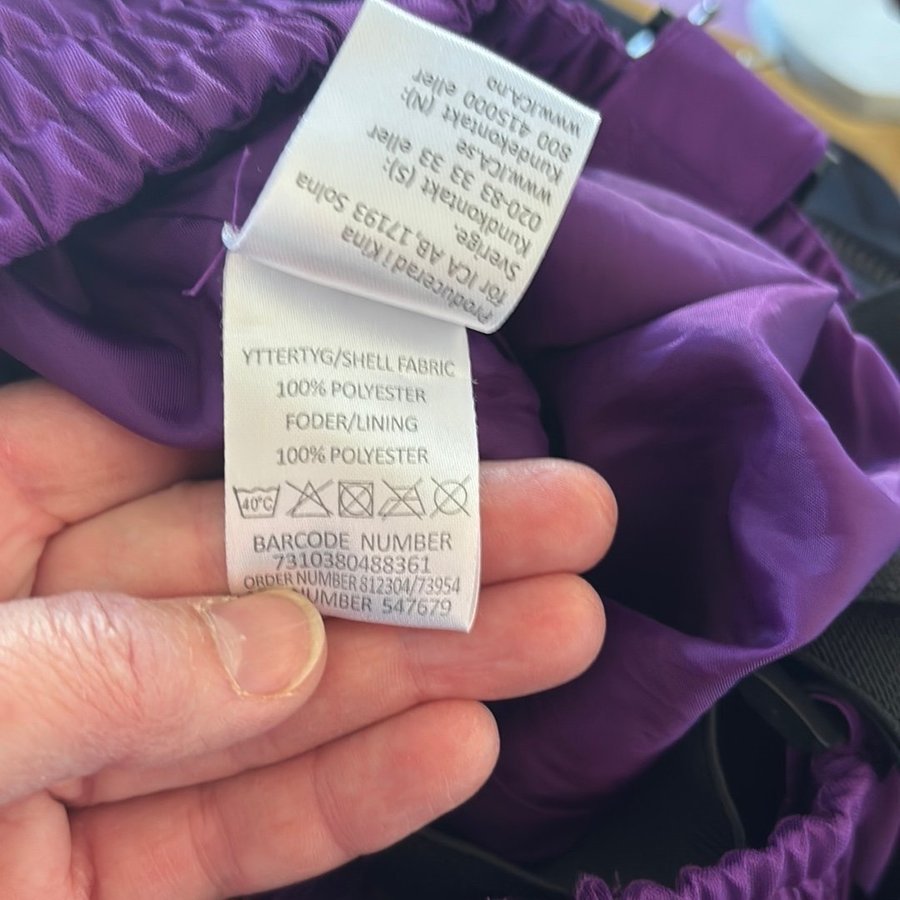 Producerad i Kina
för ICA AB, 17193 Solna
Sverige.
Kundkontakt (S):
020-83 33 33 eller
www.ICA.se
Kundekontakt (N):
800 415000 eller
www.ICA.no
YTTERTYG/SHELL FABRIC
100% POLYESTER
FODER/LINING
100% POLYESTER
40°C
BARCODE NUMBER
7310380488361
ORDER NUMBER 812304/73954
NUMBER 547679